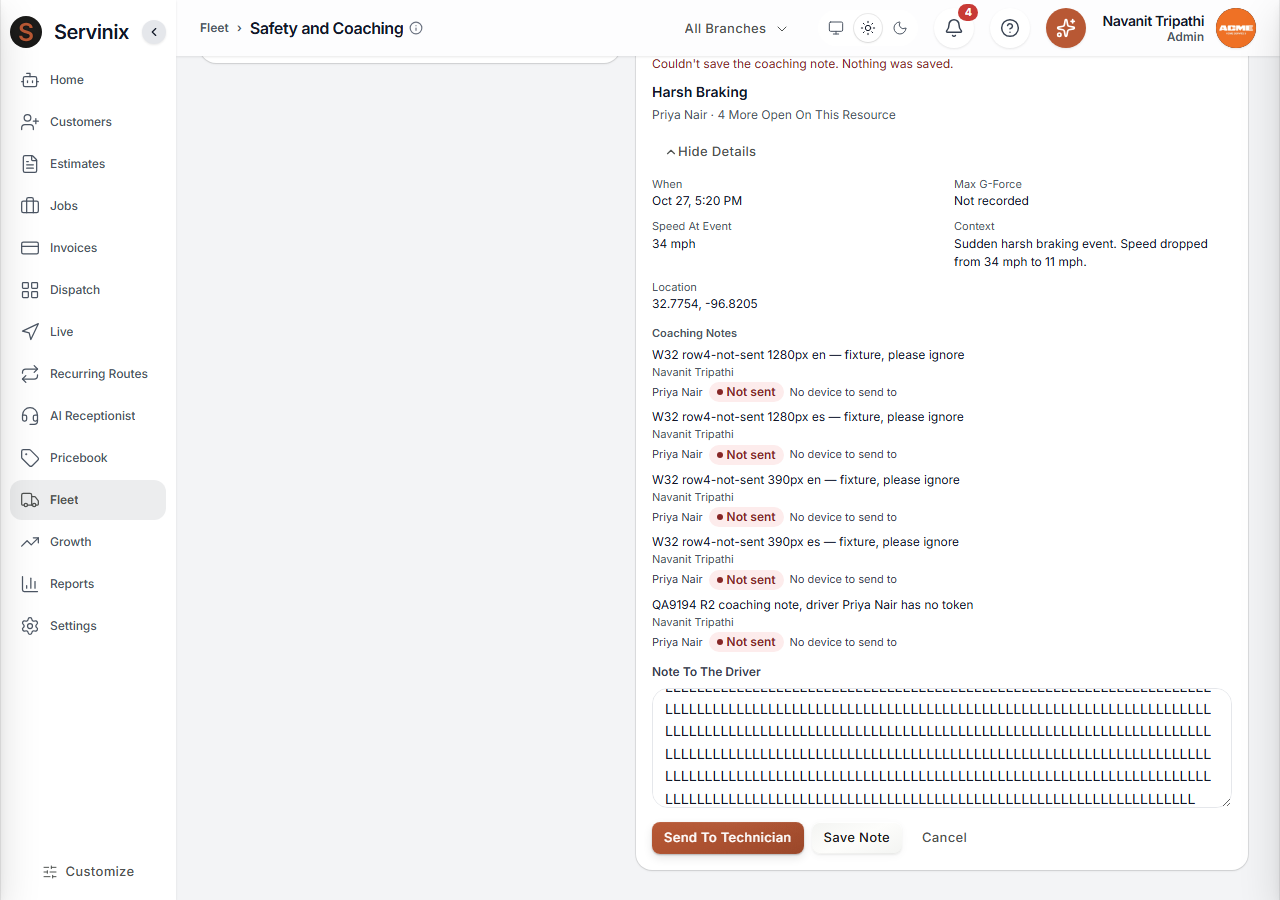 Servinix
Fleet › Safety and Coaching
All Branches
4
Navanit Tripathi
Admin
ACME
Home
Customers
Estimates
Jobs
Invoices
Dispatch
Live
Recurring Routes
AI Receptionist
Pricebook
Fleet
Growth
Reports
Settings
Customize
Couldn't save the coaching note. Nothing was saved.
Harsh Braking
Priya Nair · 4 More Open On This Resource
Hide Details
When
Oct 27, 5:20 PM
Max G-Force
Not recorded
Speed At Event
34 mph
Context
Sudden harsh braking event. Speed dropped
from 34 mph to 11 mph.
Location
32.7754, -96.8205
Coaching Notes
W32 row4-not-sent 1280px en — fixture, please ignore
Navanit Tripathi
Priya Nair Not sent No device to send to
W32 row4-not-sent 1280px es — fixture, please ignore
Navanit Tripathi
Priya Nair Not sent No device to send to
W32 row4-not-sent 390px en — fixture, please ignore
Navanit Tripathi
Priya Nair Not sent No device to send to
W32 row4-not-sent 390px es — fixture, please ignore
Navanit Tripathi
Priya Nair Not sent No device to send to
QA9194 R2 coaching note, driver Priya Nair has no token
Navanit Tripathi
Priya Nair Not sent No device to send to
Note To The Driver
Send To Technician
Save Note
Cancel